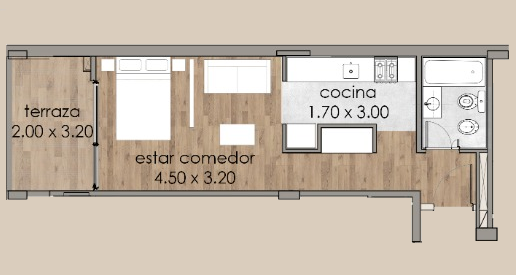 terraza
2.00 x 3.20
estar comedor
4.50 x 3.20
cocina
1.70 x 3.00